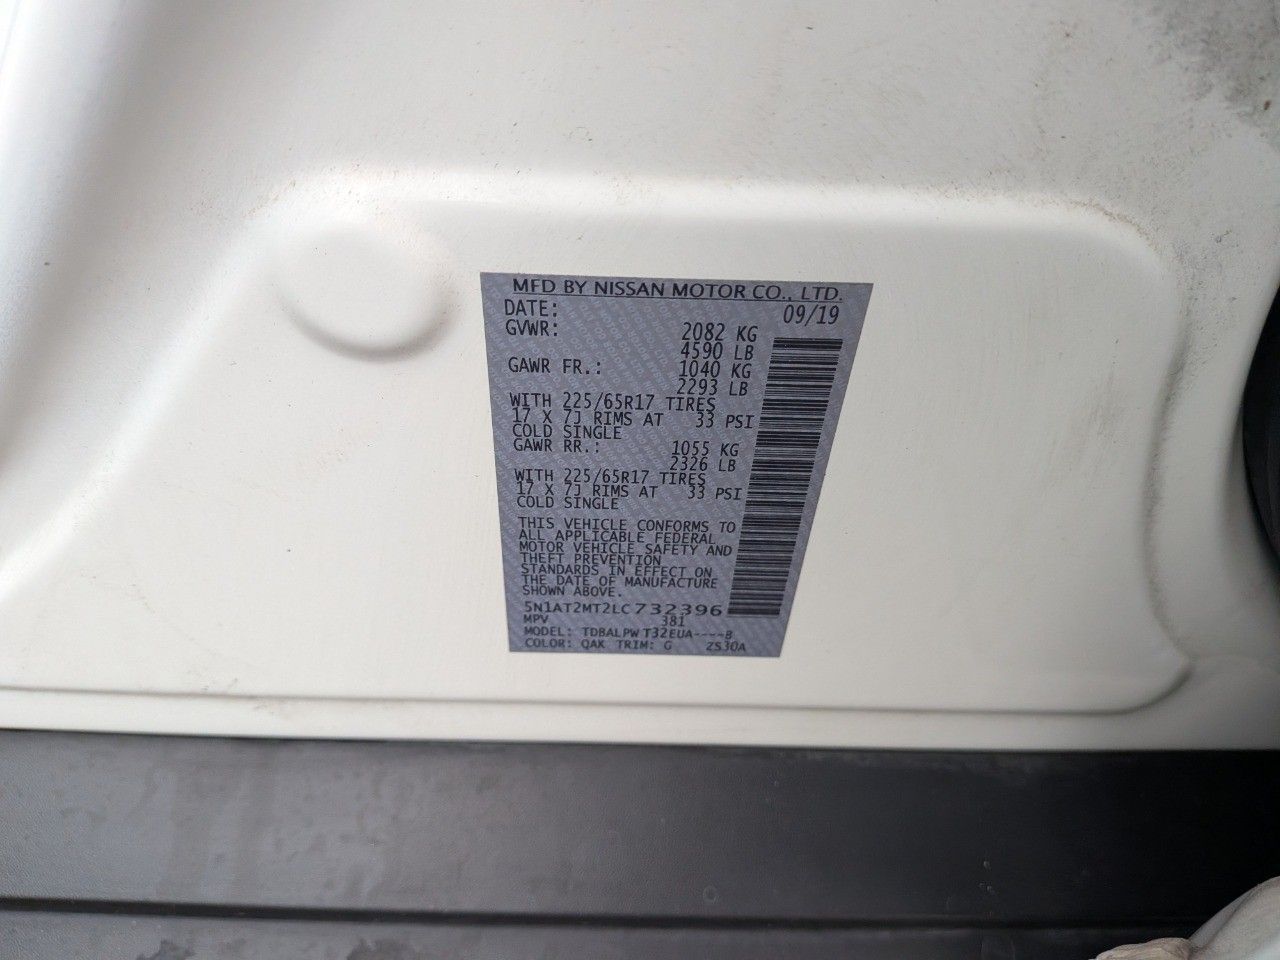 MFD BY NISSAN MOTOR CO., LTD.
DATE: 09/19
GVWR: 2082 KG
4590 LB
GAWR FR.: 1040 KG
2293 LB
WITH 225/65R17 TIRES
17 X 7J RIMS AT 33 PSI
COLD SINGLE
GAWR RR.: 1055 KG
2326 LB
WITH 225/65R17 TIRES
17 X 7J RIMS AT 33 PSI
COLD SINGLE
THIS VEHICLE CONFORMS TO
ALL APPLICABLE FEDERAL
MOTOR VEHICLE SAFETY AND
THEFT PREVENTION
STANDARDS IN EFFECT ON
THE DATE OF MANUFACTURE
SHOWN ABOVE.
5N1AT2MT2LC732396
MPV 381
MODEL: TDBALPW T32EUA----B
COLOR: QAK TRIM: G 2S30A